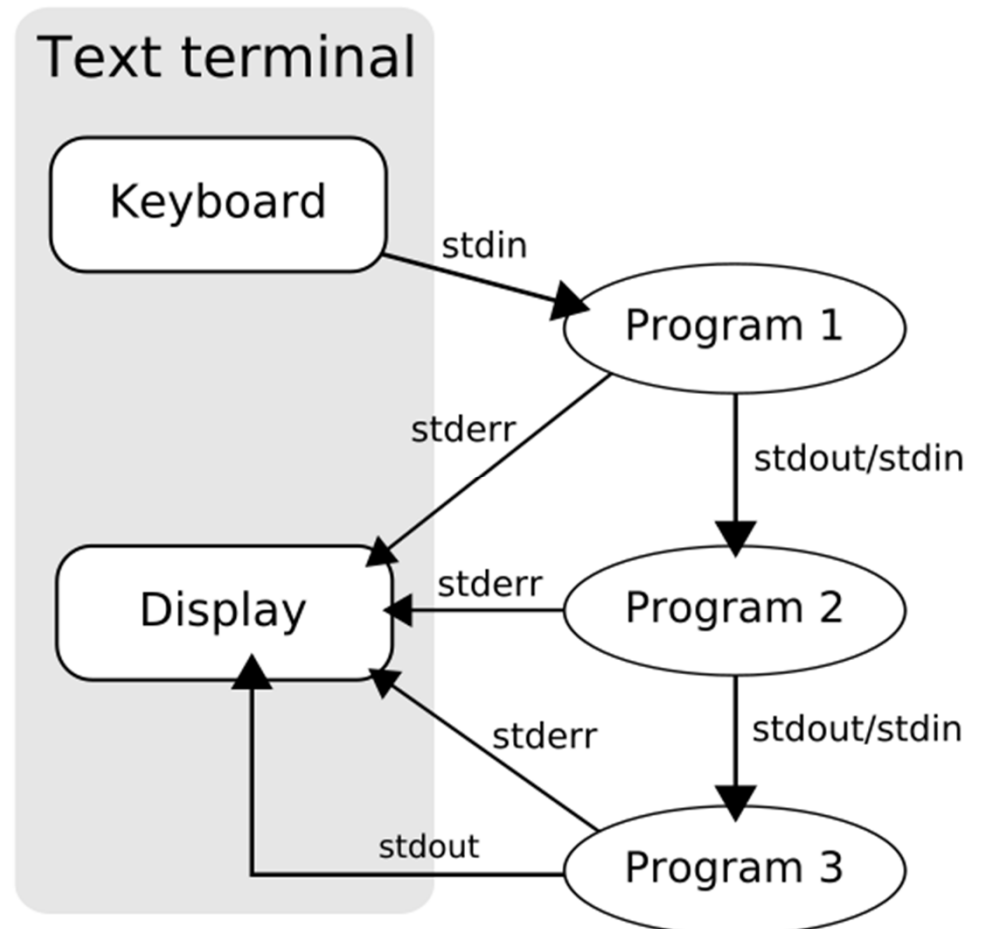 Text terminal
Keyboard
stdin
Program 1
stderr
stdout/stdin
Display
stderr
Program 2
stderr
stdout/stdin
stdout
Program 3